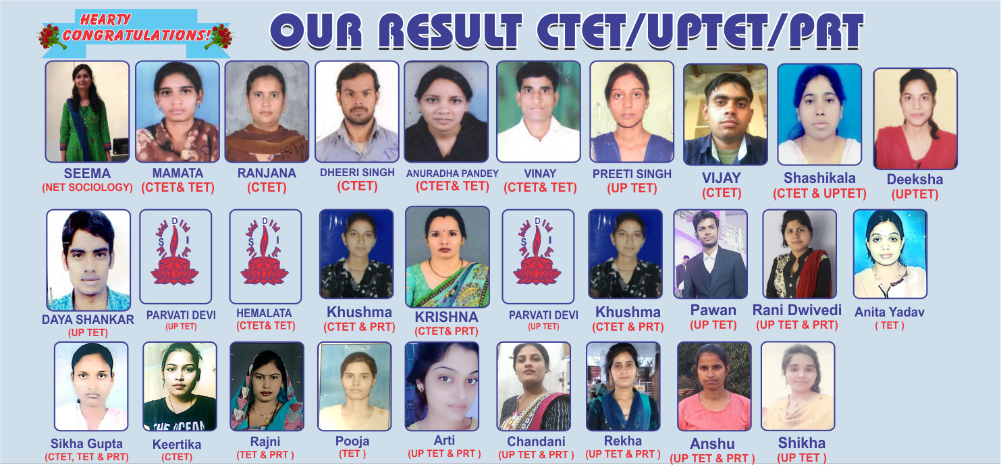 HEARTY
CONGRATULATIONS!
OUR RESULT CTET/UPTET/PRT
SEEMA
(NET SOCIOLOGY)
MAMATA
(CTET& TET)
RANJANA
(CTET)
DHEERI SINGH
(CTET)
ANURADHA PANDEY
(CTET& TET)
VINAY
(CTET& TET)
PREETI SINGH
(UP TET)
VIJAY
(CTET)
Shashikala
(CTET & UPTET)
Deeksha
(UPTET)
DAYA SHANKAR
(UP TET)
PARVATI DEVI
(UP TET)
HEMALATA
(CTET& TET)
Khushma
(CTET & PRT)
KRISHNA
(CTET& PRT)
PARVATI DEVI
(UP TET)
Khushma
(CTET & PRT)
Pawan
(UP TET)
Rani Dwivedi
(UP TET & PRT)
Anita Yadav
( TET )
Sikha Gupta
(CTET, TET & PRT)
Keertika
(CTET)
Rajni
(TET & PRT )
Pooja
(TET )
Arti
(UP TET & PRT )
Chandani
(UP TET & PRT )
Rekha
(UP TET & PRT )
Anshu
(UP TET & PRT )
Shikha
(UP TET )